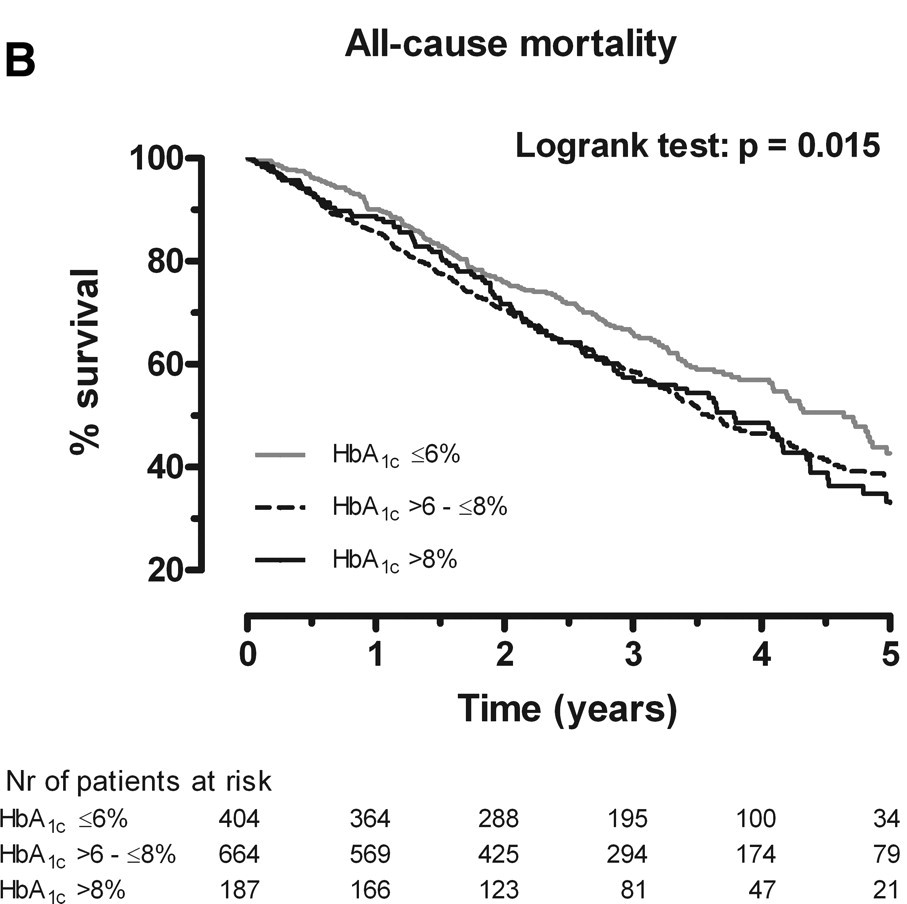 B
All-cause mortality
Logrank test: p = 0.015
100
80
60
40
20
% survival
HbA1c ≤6%
HbA1c >6 - ≤8%
HbA1c >8%
0 1 2 3 4 5
Time (years)
Nr of patients at risk
HbA1c ≤6% 404 364 288 195 100 34
HbA1c >6 - ≤8% 664 569 425 294 174 79
HbA1c >8% 187 166 123 81 47 21